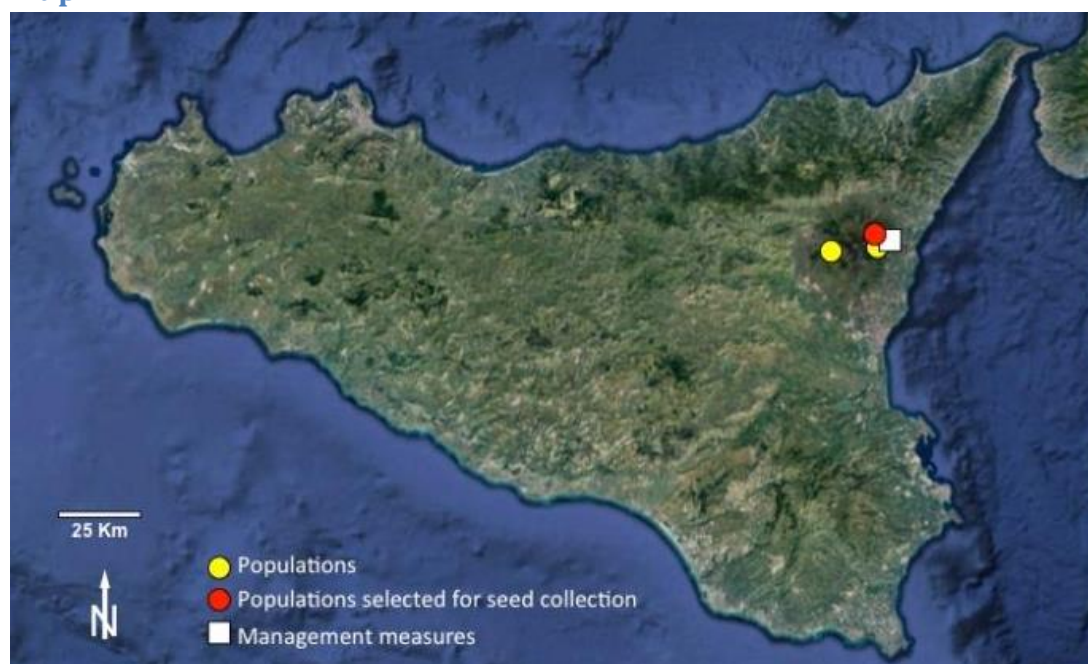 25 Km
N
Populations
Populations selected for seed collection
Management measures